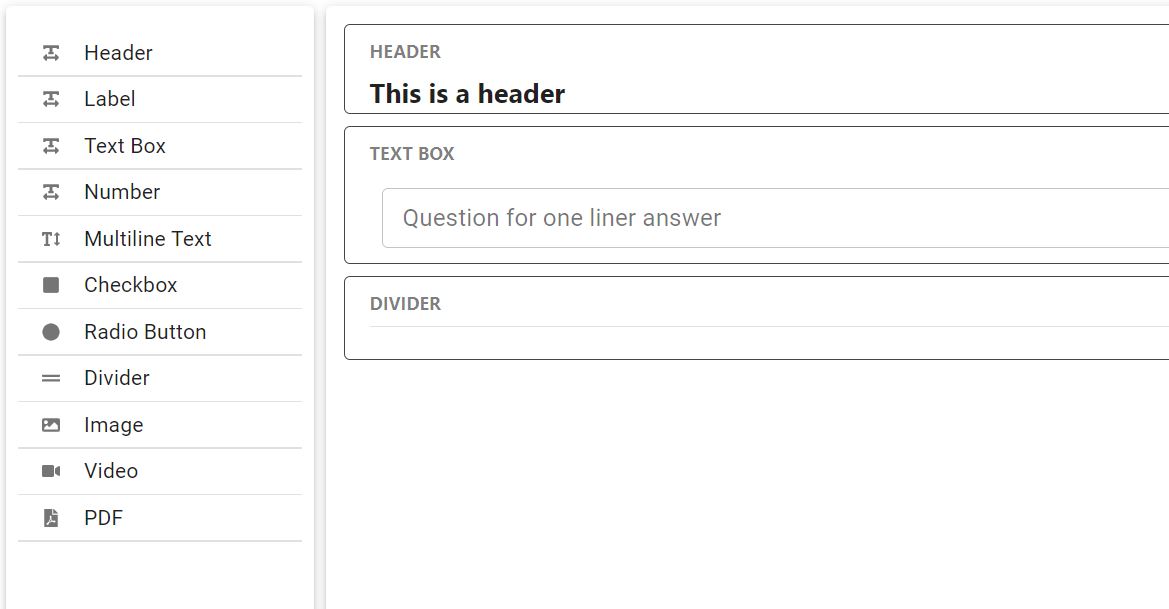 Header
Label
Text Box
Number
Multiline Text
Checkbox
Radio Button
Divider
Image
Video
PDF
HEADER
This is a header
TEXT BOX
Question for one liner answer
DIVIDER